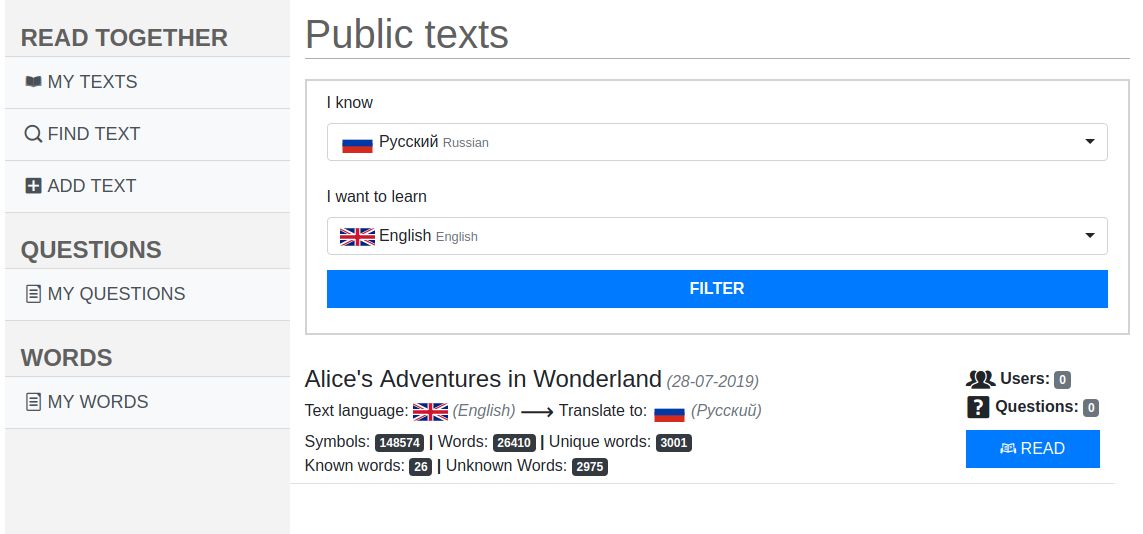 READ TOGETHER
MY TEXTS
FIND TEXT
ADD TEXT
QUESTIONS
MY QUESTIONS
WORDS
MY WORDS
Public texts
I know
Русский Russian
I want to learn
English English
FILTER
Alice's Adventures in Wonderland (28-07-2019)
Text language: (English) ⟶ Translate to: (Русский)
Symbols: 148574 | Words: 26410 | Unique words: 3001
Known words: 26 | Unknown Words: 2975
Users: 0
Questions: 0
READ